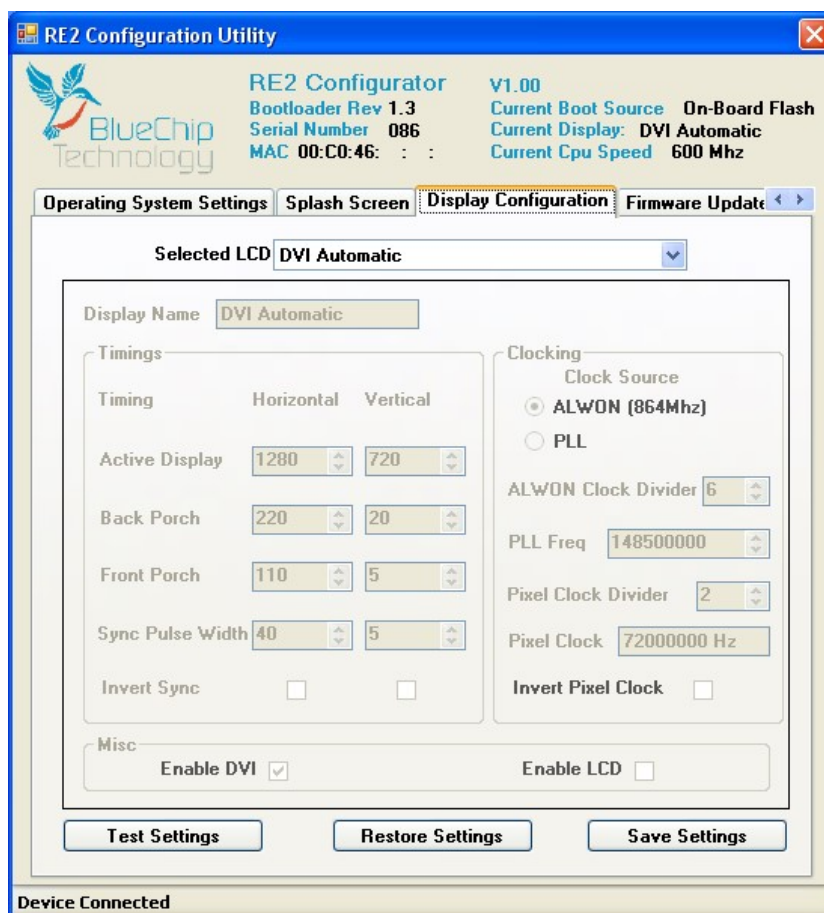 RE2 Configuration Utility
BlueChip
Technology
RE2 Configurator V1.00
Bootloader Rev 1.3 Current Boot Source On-Board Flash
Serial Number 086 Current Display: DVI Automatic
MAC 00:C0:46: : : Current Cpu Speed 600 Mhz
Operating System Settings Splash Screen Display Configuration Firmware Update
Selected LCD DVI Automatic
Display Name DVI Automatic
Timings
Timing Horizontal Vertical
Active Display 1280 720
Back Porch 220 20
Front Porch 110 5
Sync Pulse Width 40 5
Invert Sync
Clocking
Clock Source
ALWON (864Mhz)
PLL
ALWON Clock Divider 6
PLL Freq 148500000
Pixel Clock Divider 2
Pixel Clock 72000000 Hz
Invert Pixel Clock
Misc
Enable DVI Enable LCD
Test Settings Restore Settings Save Settings
Device Connected